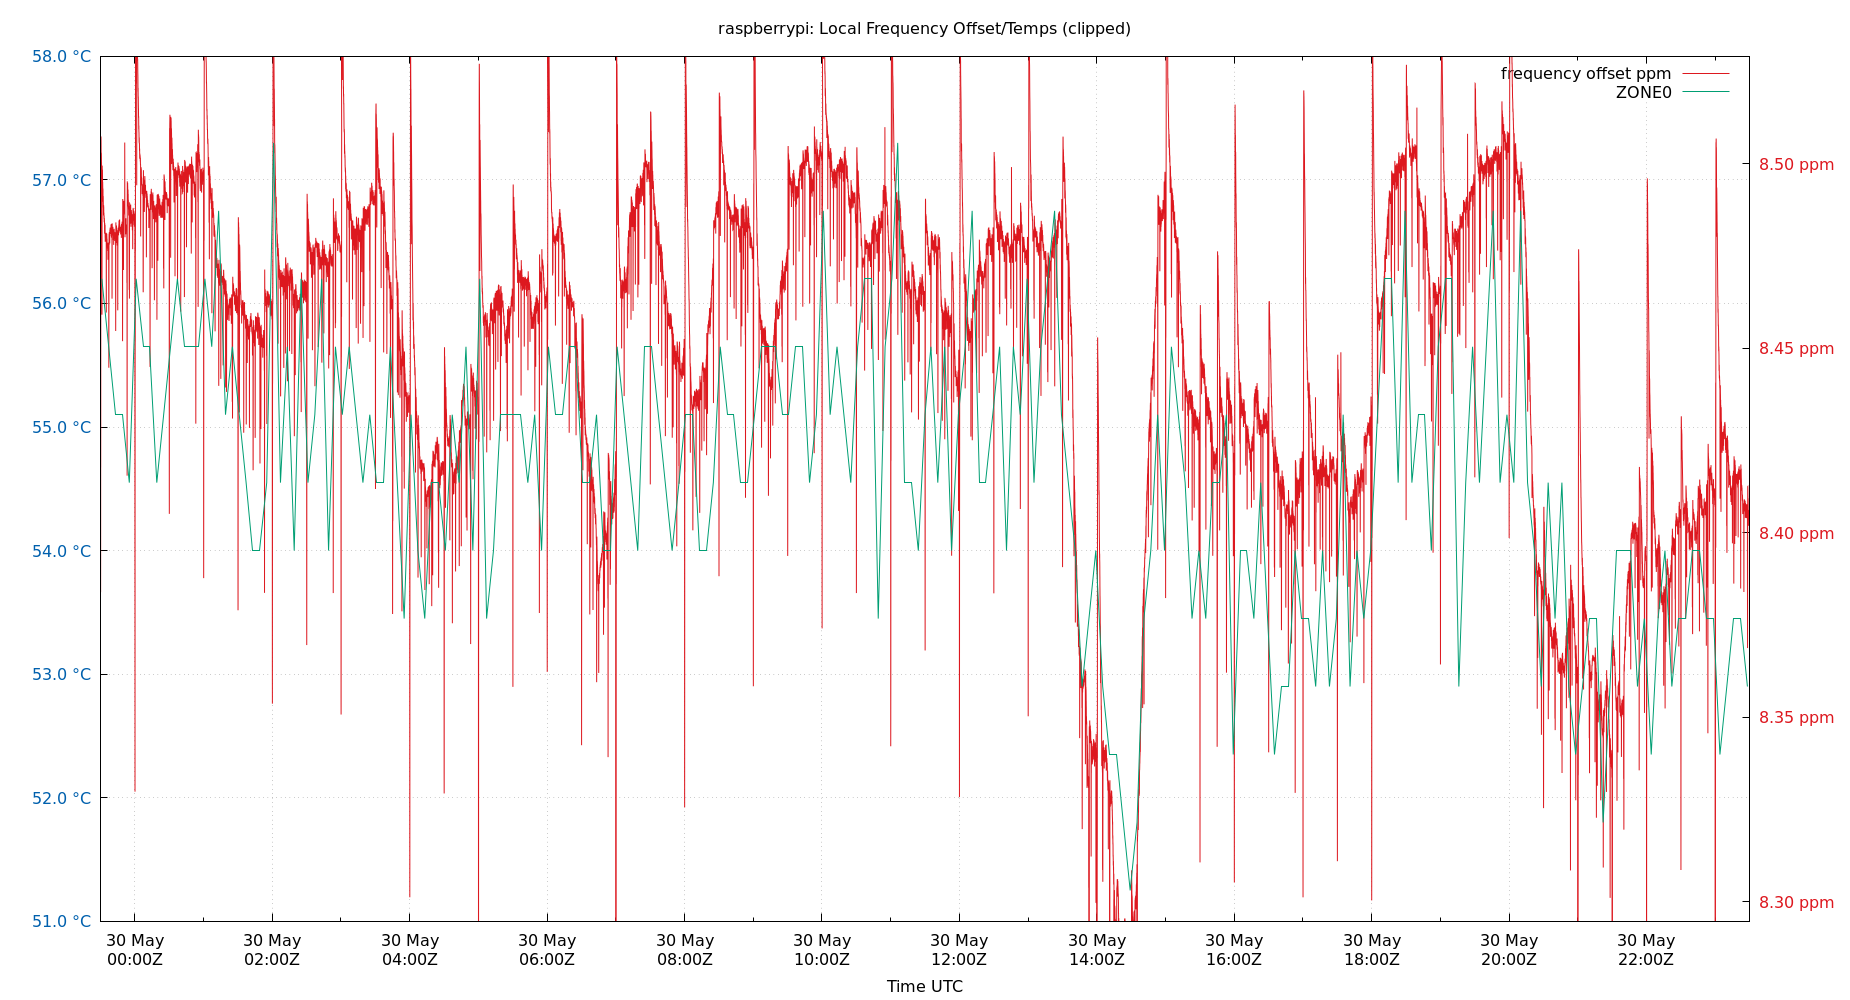 raspberrypi: Local Frequency Offset/Temps (clipped)
frequency offset ppm
ZONE0
58.0 °C
57.0 °C
56.0 °C
55.0 °C
54.0 °C
53.0 °C
52.0 °C
51.0 °C
8.50 ppm
8.45 ppm
8.40 ppm
8.35 ppm
8.30 ppm
30 May 30 May 30 May 30 May 30 May 30 May 30 May 30 May 30 May 30 May 30 May 30 May
00:00Z 02:00Z 04:00Z 06:00Z 08:00Z 10:00Z 12:00Z 14:00Z 16:00Z 18:00Z 20:00Z 22:00Z
Time UTC